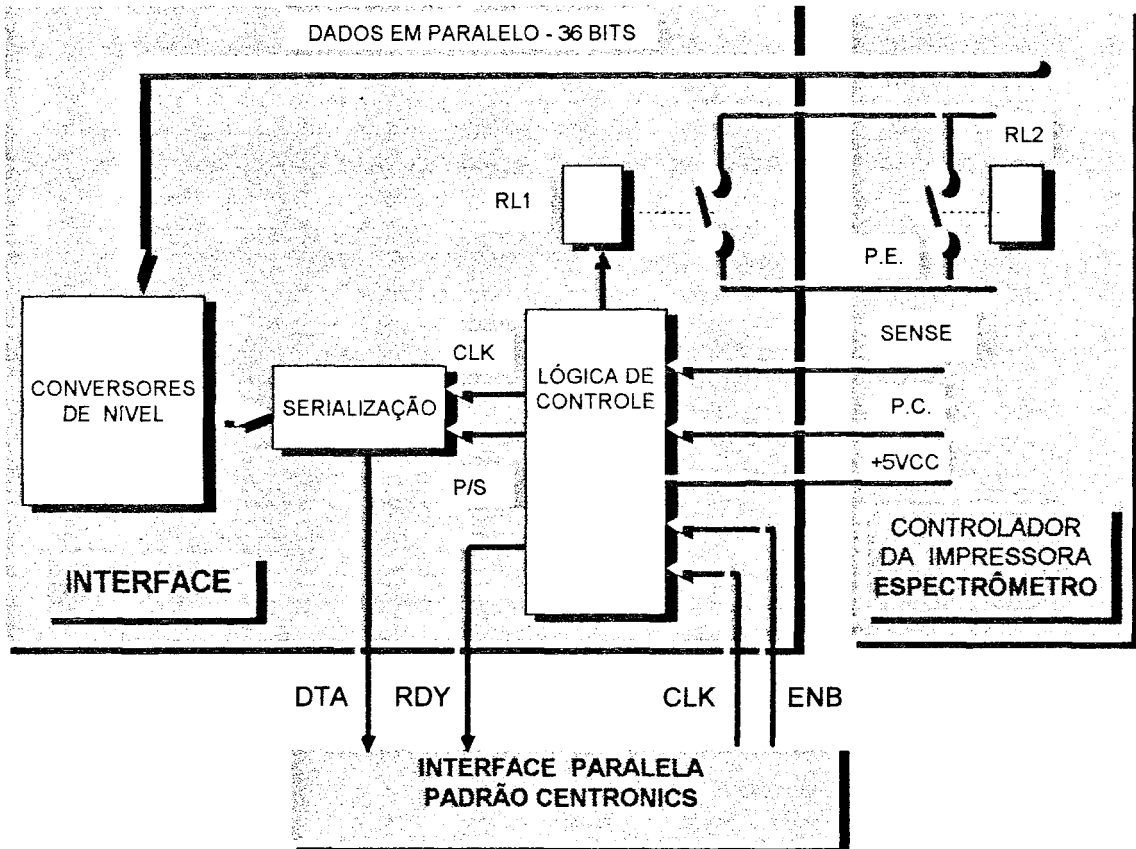 DADOS EM PARALELO - 36 BITS
RL2
RL1
P.E.
SENSE
CLK
LÓGICA DE
CONTROLE
CONVERSORES
DE NIVEL
SERIALIZAÇÃO
P.C.
+5VCC
P/S
CONTROLADOR
DA IMPRESSORA
ESPECTRÔMETRO
INTERFACE
DTA
RDY
CLK
ENB
INTERFACE PARALELA
PADRÃO CENTRONICS